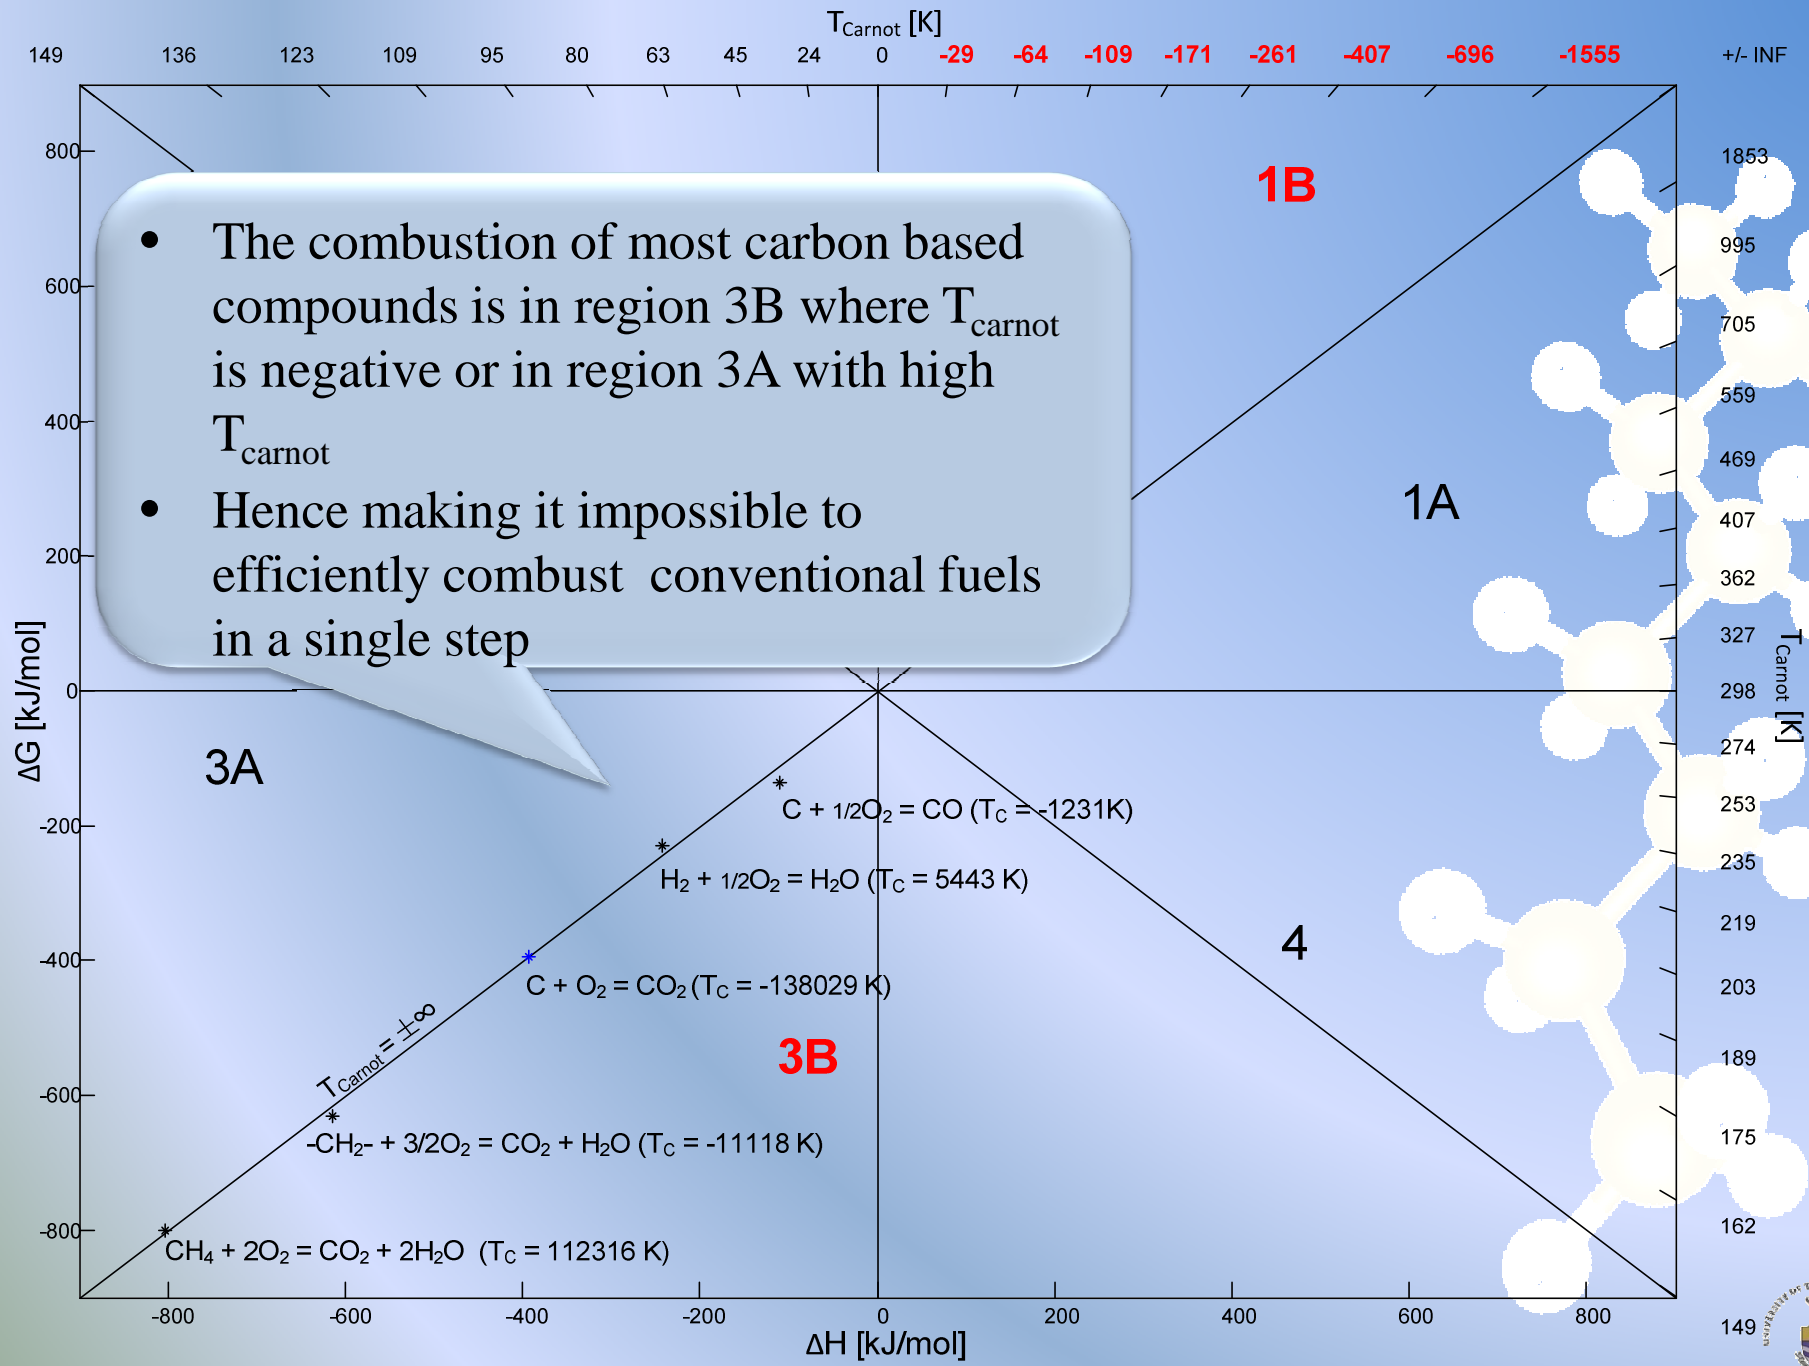 T_Carnot [K]
149 136 123 109 95 80 63 45 24 0 -29 -64 -109 -171 -261 -407 -696 -1555 +/- INF
800
600
400
200
0
-200
-400
-600
-800
ΔG [kJ/mol]
• The combustion of most carbon based
compounds is in region 3B where T_carnot
is negative or in region 3A with high
T_carnot
• Hence making it impossible to
efficiently combust  conventional fuels
in a single step
1B
1A
3A
4
3B
C + 1/2O₂ = CO (T_C = -1231K)
H₂ + 1/2O₂ = H₂O (T_C = 5443 K)
C + O₂ = CO₂ (T_C = -138029 K)
T_Carnot = ±∞
-CH₂- + 3/2O₂ = CO₂ + H₂O (T_C = -11118 K)
CH₄ + 2O₂ = CO₂ + 2H₂O (T_C = 112316 K)
1853
995
705
559
469
407
362
327
298
274
253
235
219
203
189
175
162
149
T_Carnot [K]
-800 -600 -400 -200 0 200 400 600 800
ΔH [kJ/mol]